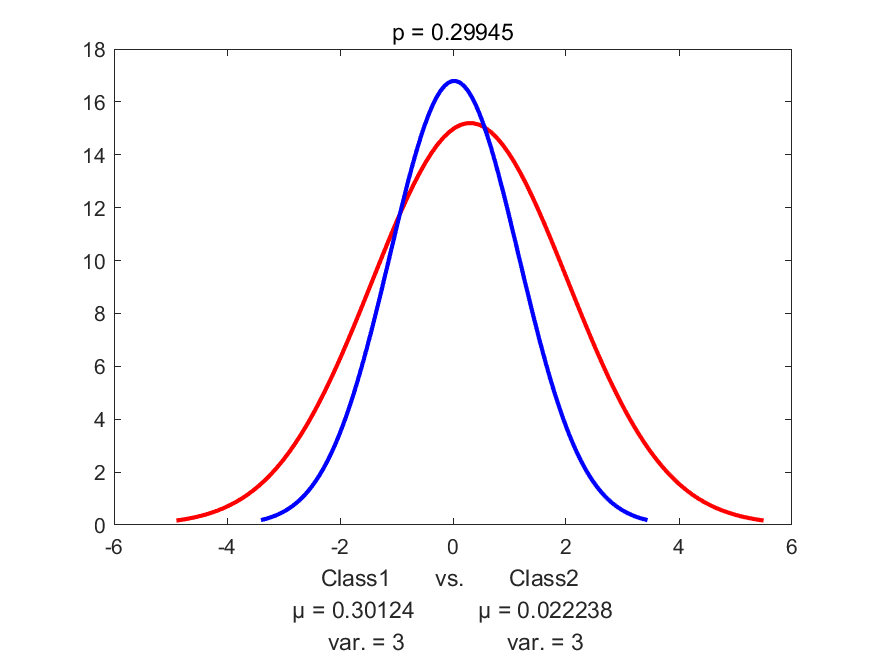 p = 0.29945
18
16
14
12
10
8
6
4
2
0
-6 -4 -2 0 2 4 6
Class1 vs. Class2
μ = 0.30124 μ = 0.022238
var. = 3 var. = 3